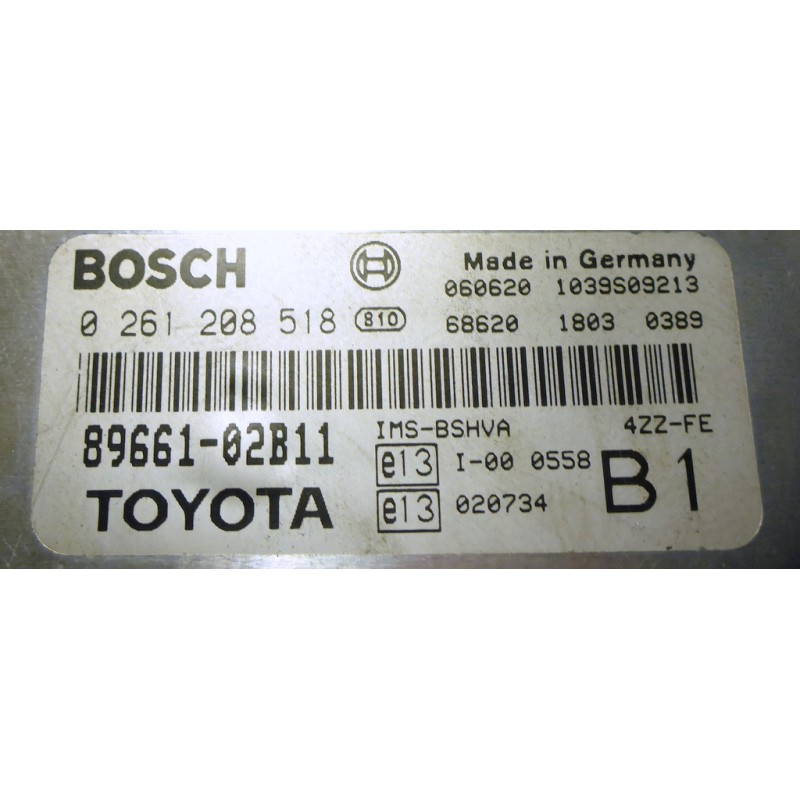 BOSCH Made in Germany
060620 1039S09213
0 261 208 518 810 68620 1803 0389
IMS-BSHVA 4ZZ-FE
89661-02B11
e13 I-00 0558 B1
TOYOTA e13 020734